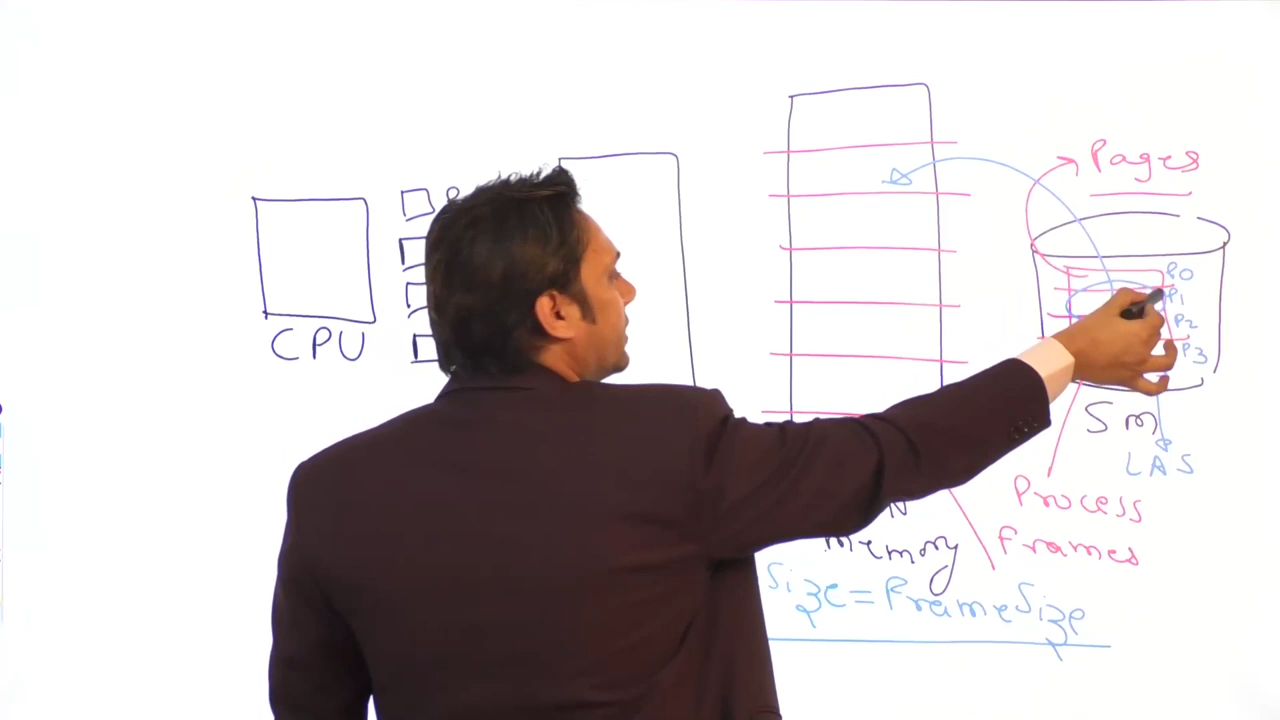 CPU
Pages
P0
P1
P2
P3
SM
LAS
Process
Frames
memory
Size = Frame Size